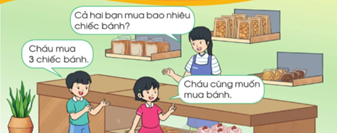 Cả hai bạn mua bao nhiêu
chiếc bánh?
Cháu mua
3 chiếc bánh.
Cháu cũng muốn
mua bánh.